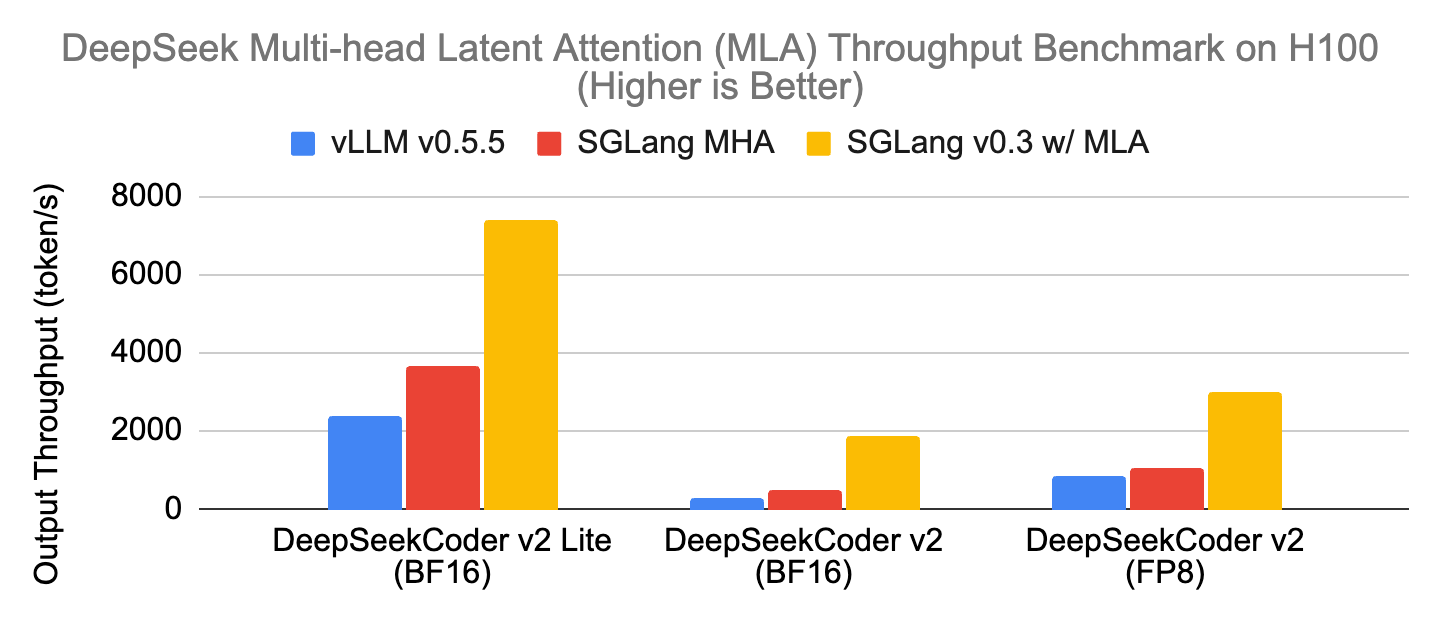 DeepSeek Multi-head Latent Attention (MLA) Throughput Benchmark on H100
(Higher is Better)
vLLM v0.5.5
SGLang MHA
SGLang v0.3 w/ MLA
Output Throughput (token/s)
8000
6000
4000
2000
0
DeepSeekCoder v2 Lite
(BF16)
DeepSeekCoder v2
(BF16)
DeepSeekCoder v2
(FP8)